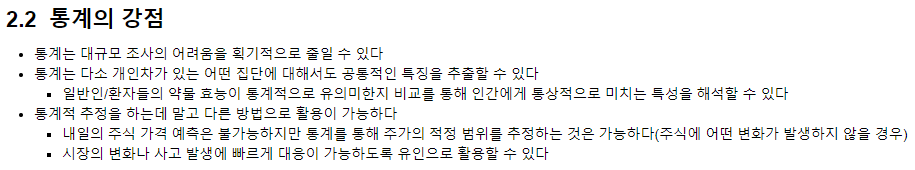 2.2 통계의 강점
통계는 대규모 조사의 어려움을 획기적으로 줄일 수 있다
통계는 다소 개인차가 있는 어떤 집단에 대해서도 공통적인 특징을 추출할 수 있다
일반인/환자들의 약물 효능이 통계적으로 유의미한지 비교를 통해 인간에게 통상적으로 미치는 특성을 해석할 수 있다
통계적 추정을 하는데 말고 다른 방법으로 활용이 가능하다
내일의 주식 가격 예측은 불가능하지만 통계를 통해 주가의 적정 범위를 추정하는 것은 가능하다(주식에 어떤 변화가 발생하지 않을 경우)
시장의 변화나 사고 발생에 빠르게 대응이 가능하도록 유인으로 활용할 수 있다